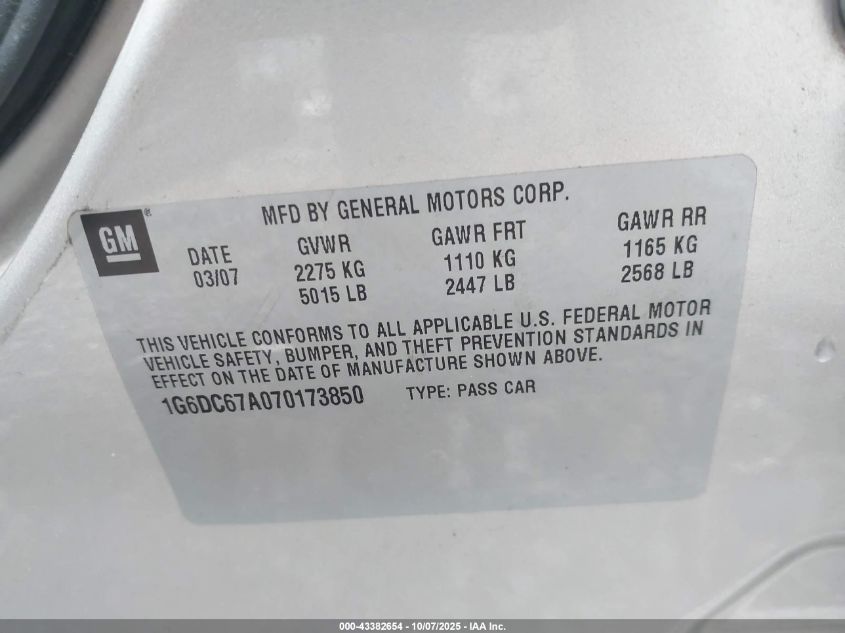 MFD BY GENERAL MOTORS CORP.
GM®
DATE GVWR GAWR FRT GAWR RR
03/07 2275 KG 1110 KG 1165 KG
5015 LB 2447 LB 2568 LB
THIS VEHICLE CONFORMS TO ALL APPLICABLE U.S. FEDERAL MOTOR
VEHICLE SAFETY, BUMPER, AND THEFT PREVENTION STANDARDS IN
EFFECT ON THE DATE OF MANUFACTURE SHOWN ABOVE.
1G6DC67A070173850 TYPE: PASS CAR
000-43382654 - 10/07/2025 - IAA Inc.